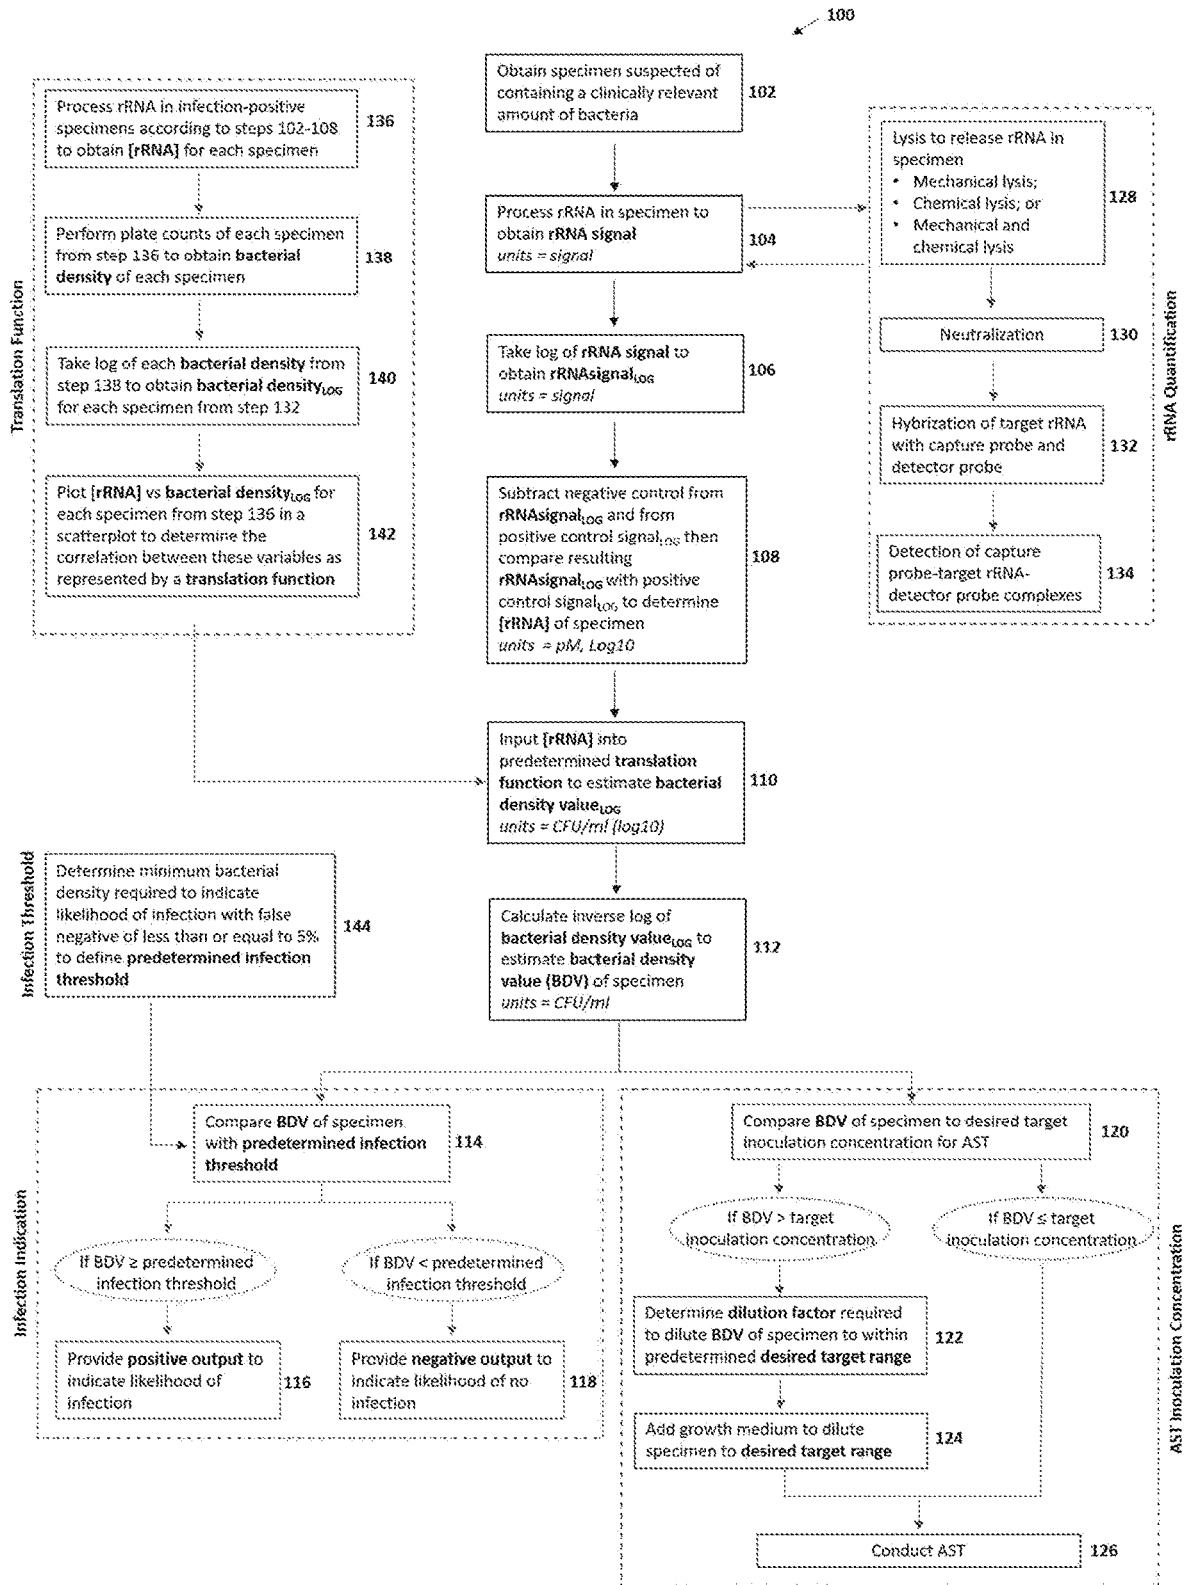 100
Obtain specimen suspected of
containing a clinically relevant
amount of bacteria
102
Process rRNA in specimen to
obtain rRNA signal
units = signal
104
Take log of rRNA signal to
obtain rRNAsignalLOG
units = signal
106
Subtract negative control from
rRNAsignalLOG and from
positive control signalLOG then
compare resulting
rRNAsignalLOG with positive
control signalLOG to determine
[rRNA] of specimen
units = pM, Log10
108
Input [rRNA] into
predetermined translation
function to estimate bacterial
density valueLOG
units = CFU/ml (log10)
110
Calculate inverse log of
bacterial density valueLOG to
estimate bacterial density
value (BDV) of specimen
units = CFU/ml
112
Translation Function
Process rRNA in infection-positive
specimens according to steps 102-108
to obtain [rRNA] for each specimen
136
Perform plate counts of each specimen
from step 136 to obtain bacterial
density of each specimen
138
Take log of each bacterial density from
step 138 to obtain bacterial densityLOG
for each specimen from step 132
140
Plot [rRNA] vs bacterial densityLOG for
each specimen from step 136 in a
scatterplot to determine the
correlation between these variables as
represented by a translation function
142
rRNA Quantification
Lysis to release rRNA in
specimen
• Mechanical lysis;
• Chemical lysis; or
• Mechanical and
chemical lysis
128
Neutralization
130
Hybrization of target rRNA
with capture probe and
detector probe
132
Detection of capture
probe-target rRNA-
detector probe complexes
134
Infection Threshold
Determine minimum bacterial
density required to indicate
likelihood of infection with false
negative of less than or equal to 5%
to define predetermined infection
threshold
144
Infection Indication
Compare BDV of specimen
with predetermined infection
threshold
114
If BDV ≥ predetermined
infection threshold
If BDV < predetermined
infection threshold
Provide positive output to
indicate likelihood of
infection
116
Provide negative output to
indicate likelihood of no
infection
118
AST Inoculation Concentration
Compare BDV of specimen to desired target
inoculation concentration for AST
120
If BDV > target
inoculation concentration
If BDV ≤ target
inoculation concentration
Determine dilution factor required
to dilute BDV of specimen to within
predetermined desired target range
122
Add growth medium to dilute
specimen to desired target range
124
Conduct AST
126